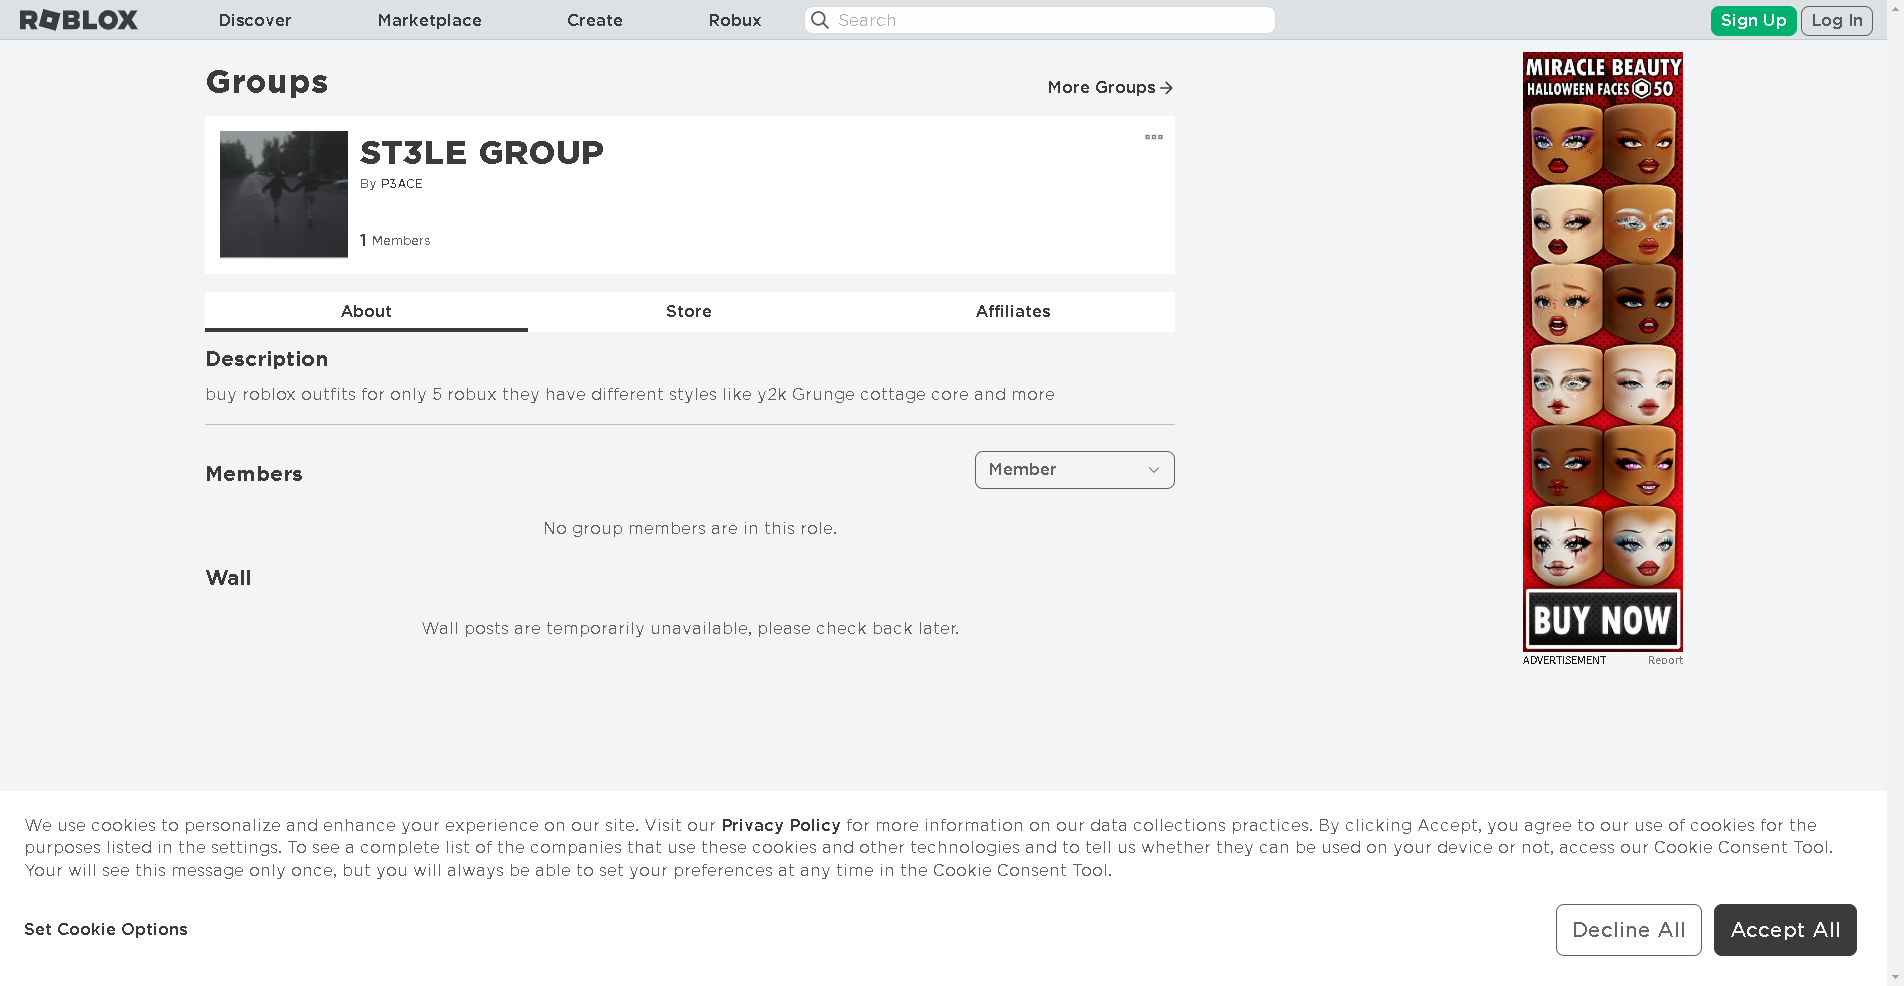 ROBLOX
Discover
Marketplace
Create
Robux
Search
Sign Up
Log In
Groups
More Groups
ST3LE GROUP
By P3ACE
1 Members
About
Store
Affiliates
Description
buy roblox outfits for only 5 robux they have different styles like y2k Grunge cottage core and more
Members
Member
No group members are in this role.
Wall
Wall posts are temporarily unavailable, please check back later.
MIRACLE BEAUTY
HALLOWEEN FACES 50
BUY NOW
ADVERTISEMENT
Report
We use cookies to personalize and enhance your experience on our site. Visit our Privacy Policy for more information on our data collections practices. By clicking Accept, you agree to our use of cookies for the
purposes listed in the settings. To see a complete list of the companies that use these cookies and other technologies and to tell us whether they can be used on your device or not, access our Cookie Consent Tool.
Your will see this message only once, but you will always be able to set your preferences at any time in the Cookie Consent Tool.
Set Cookie Options
Decline All
Accept All